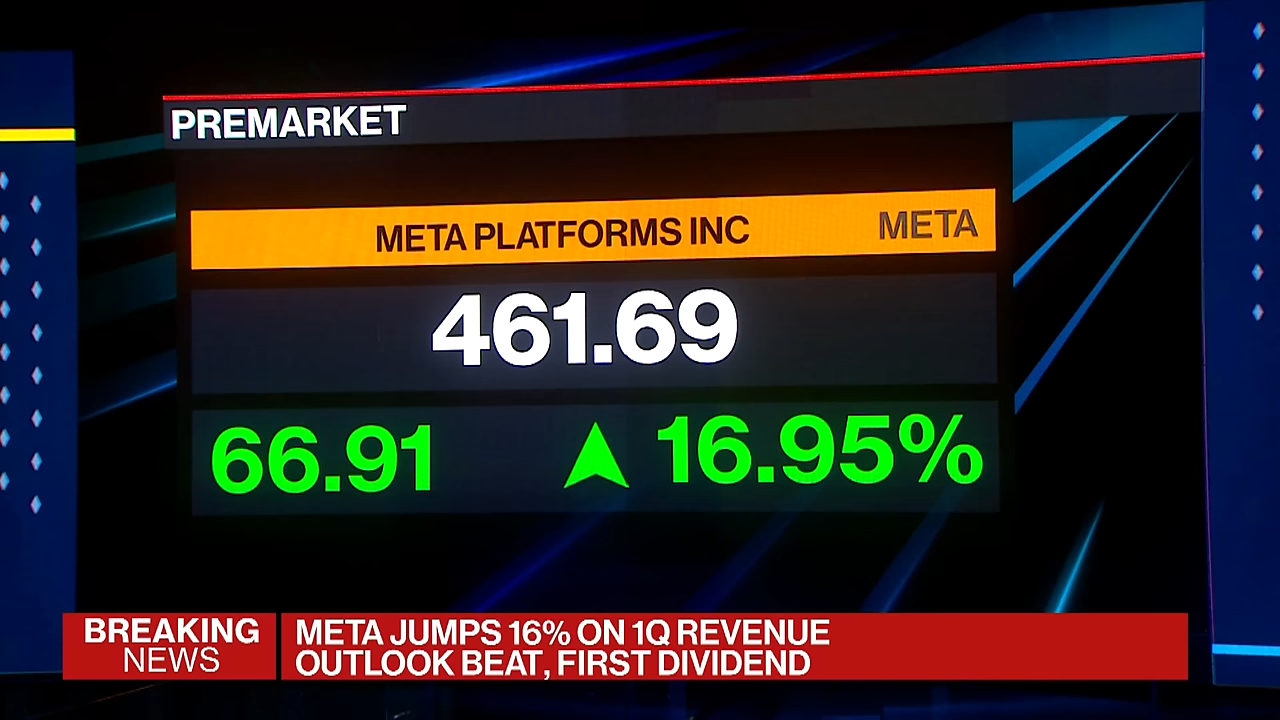 PREMARKET
META PLATFORMS INC META
461.69
66.91 ▲ 16.95%
BREAKING NEWS
META JUMPS 16% ON 1Q REVENUE
OUTLOOK BEAT, FIRST DIVIDEND